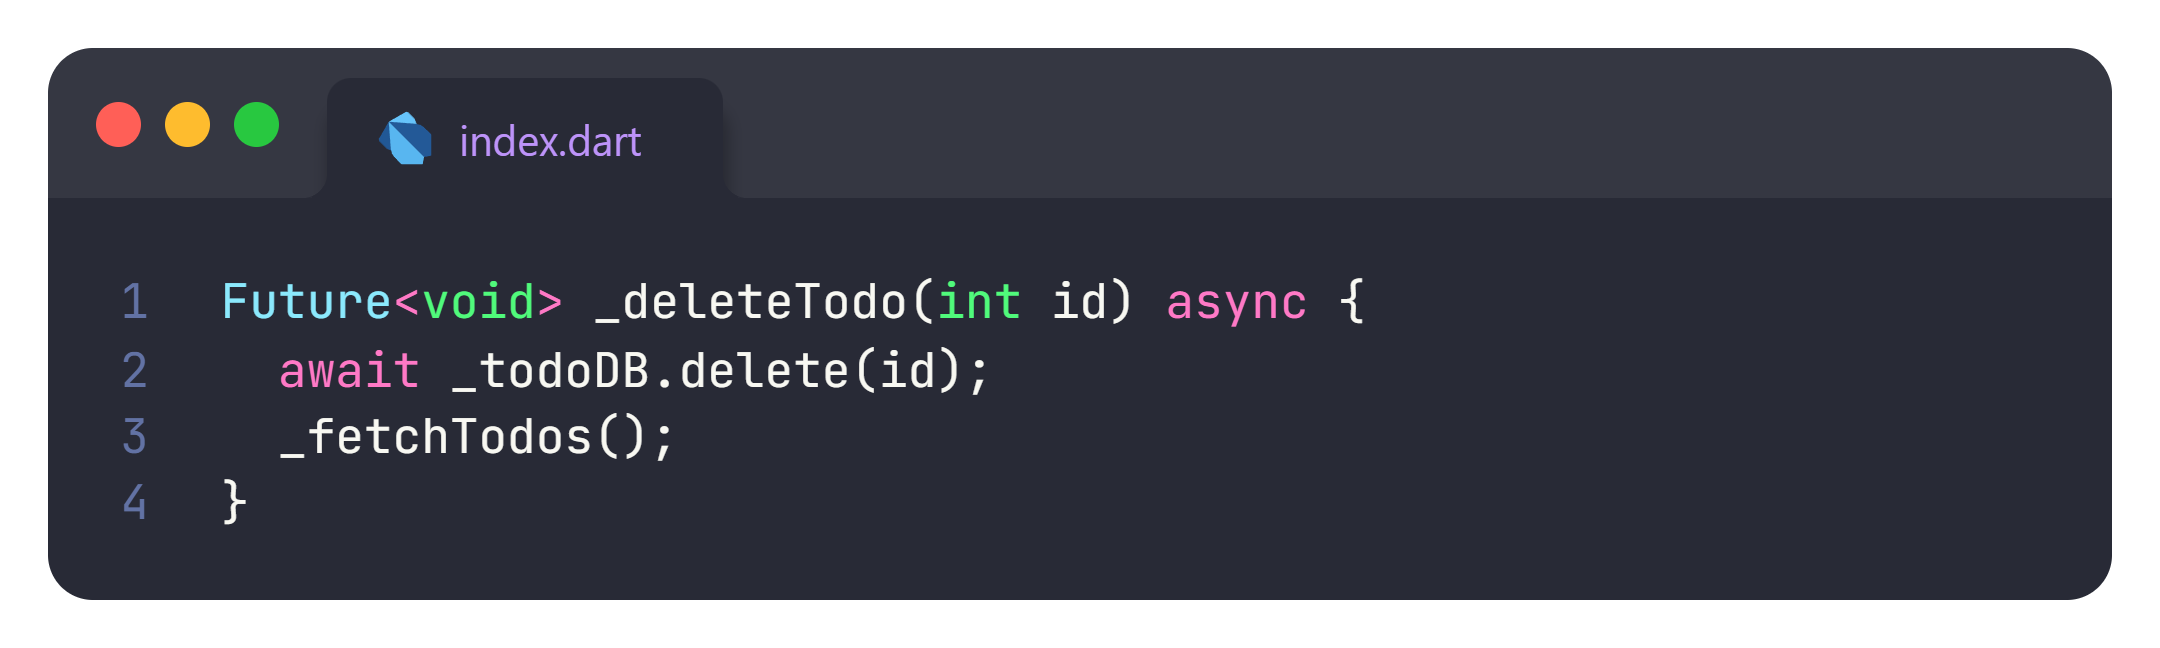 index.dart
1 Future<void> _deleteTodo(int id) async {
2   await _todoDB.delete(id);
3   _fetchTodos();
4 }